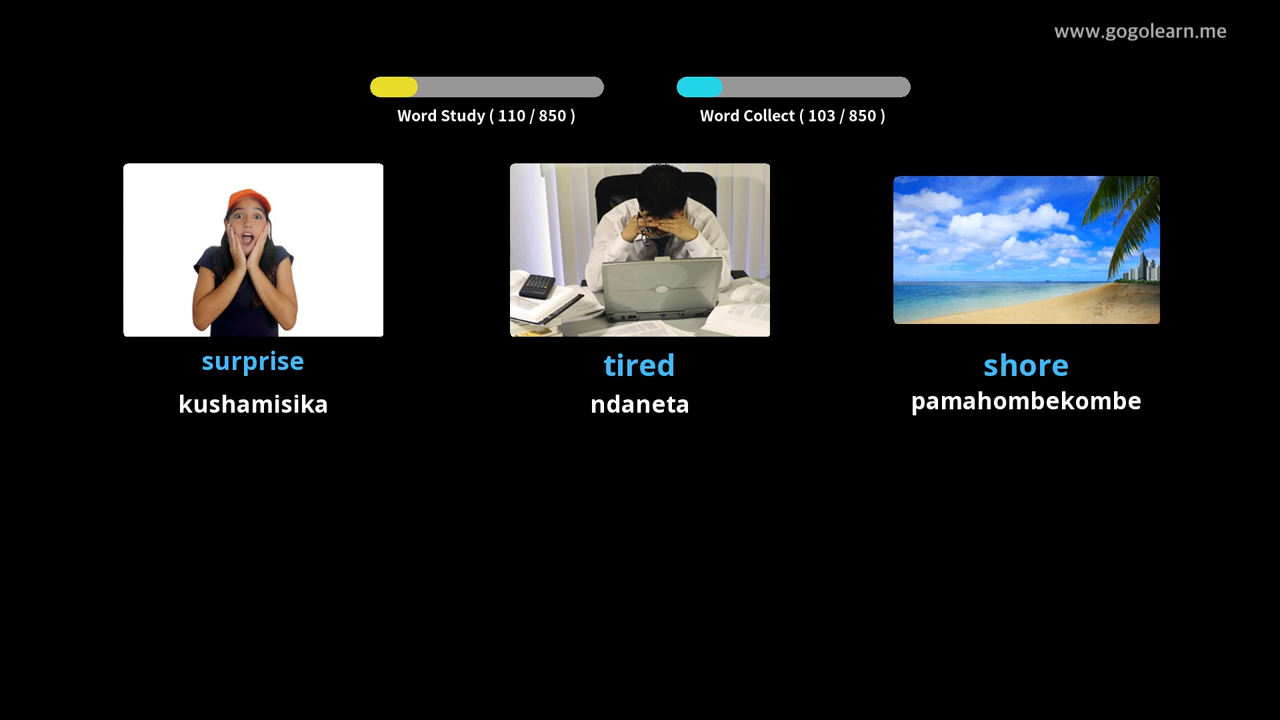 www.gogolearn.me
Word Study ( 110 / 850 )
Word Collect ( 103 / 850 )
surprise
kushamisika
tired
ndaneta
shore
pamahombekombe